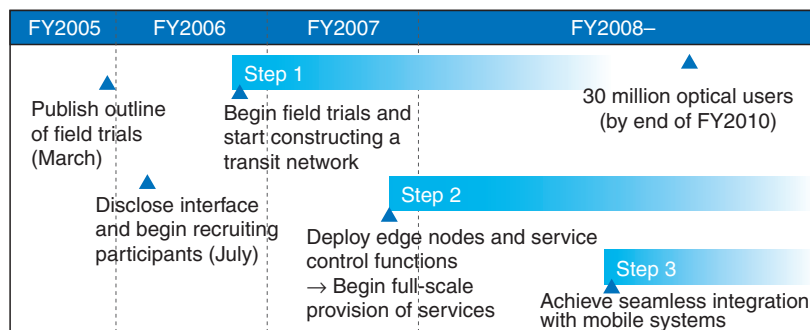 FY2005
FY2006
FY2007
FY2008–
Step 1
Publish outline
of field trials
(March)
Begin field trials and
start constructing a
transit network
30 million optical users
(by end of FY2010)
Step 2
Disclose interface
and begin recruiting
participants (July)
Deploy edge nodes and service
control functions
→ Begin full-scale
provision of services
Step 3
Achieve seamless integration
with mobile systems